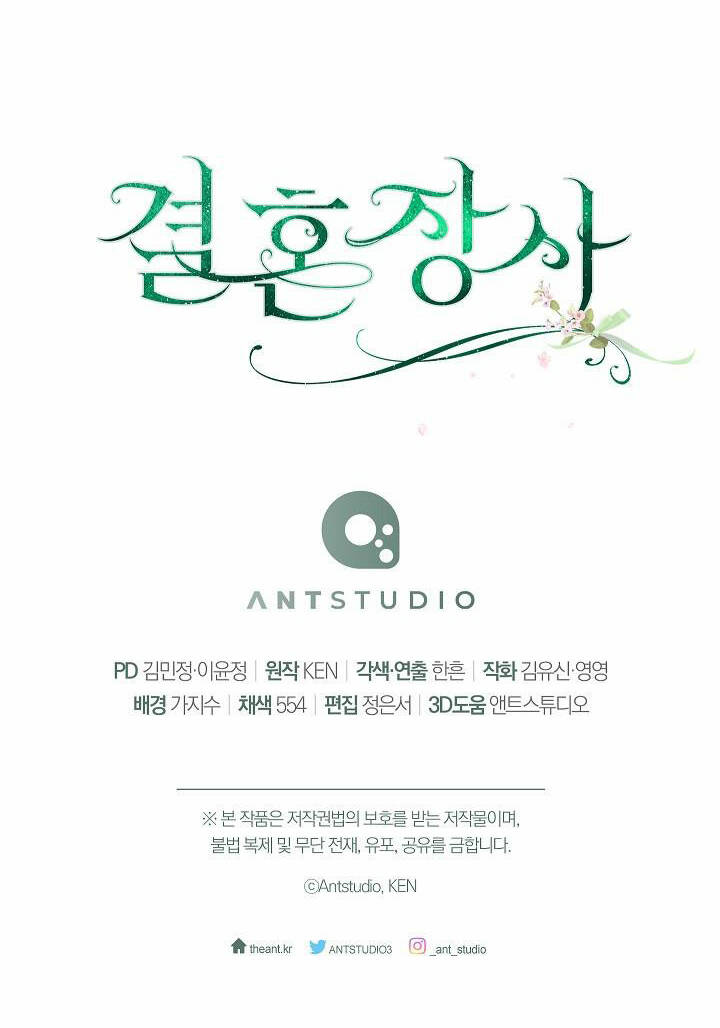 결혼장사
ANTSTUDIO
PD 김민정·이윤정 | 원작 KEN | 각색·연출 한흔 | 작화 김유신·영영
배경 가지수 | 채색 554 | 편집 정은서 | 3D도움 앤트스튜디오
※ 본 작품은 저작권법의 보호를 받는 저작물이며,
불법 복제 및 무단 전재, 유포, 공유를 금합니다.
ⓒAntstudio, KEN
theant.kr ANTSTUDIO3 _ant_studio